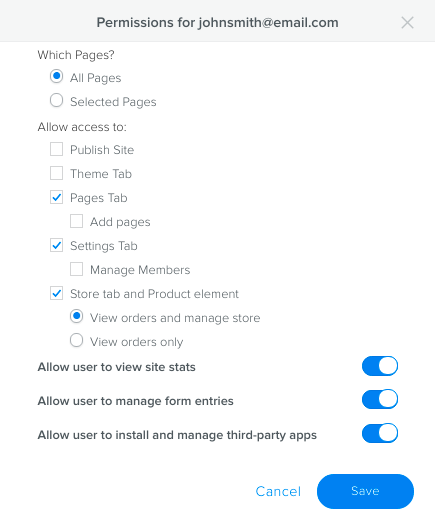 Permissions for johnsmith@email.com
Which Pages?
All Pages
Selected Pages
Allow access to:
Publish Site
Theme Tab
Pages Tab
Add pages
Settings Tab
Manage Members
Store tab and Product element
View orders and manage store
View orders only
Allow user to view site stats
Allow user to manage form entries
Allow user to install and manage third-party apps
Cancel Save